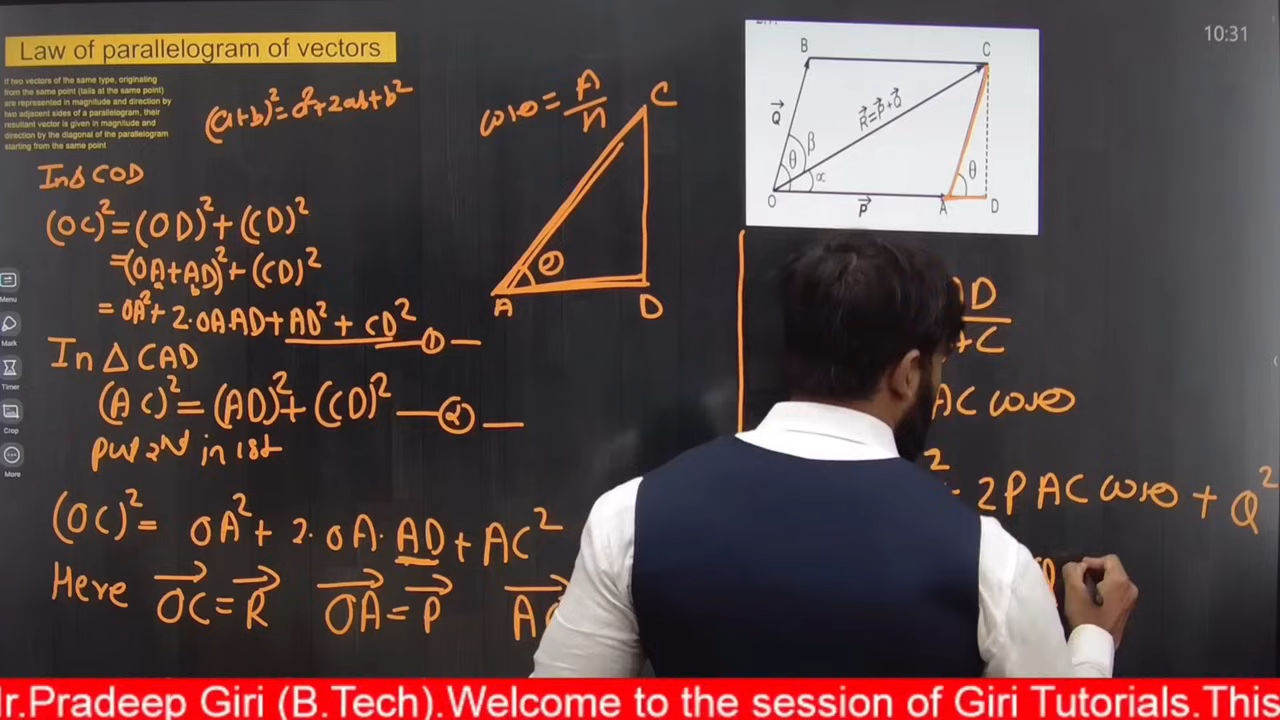 Law of parallelogram of vectors
If two vectors of the same type, originating
from the same point (tails at the same point)
are represented in magnitude and direction by
two adjacent sides of a parallelogram, their
resultant vector is given in magnitude and
direction by the diagonal of the parallelogram
starting from the same point
(a+b)²=a²+2ab+b²
In Δ COD
(OC)²=(OD)²+(CD)²
=(OA+AD)²+(CD)²
a b
= OA²+2·OA AD+AD²+CD² ①
In Δ CAD
(AC)²=(AD)²+(CD)² ②
put 2nd in 1st
(OC)²= OA²+2·OA·AD+AC²
Here OC⃗=R⃗ OA⃗=P⃗
cosθ=A/h
C
θ
A D
B C
Q⃗ R⃗=P⃗+Q⃗
β
θ α θ
O P⃗ A D
AC cosθ
2PAC cosθ+Q²
10:31
Menu
Mark
Timer
Crop
More
r.Pradeep Giri (B.Tech).Welcome to the session of Giri Tutorials.This